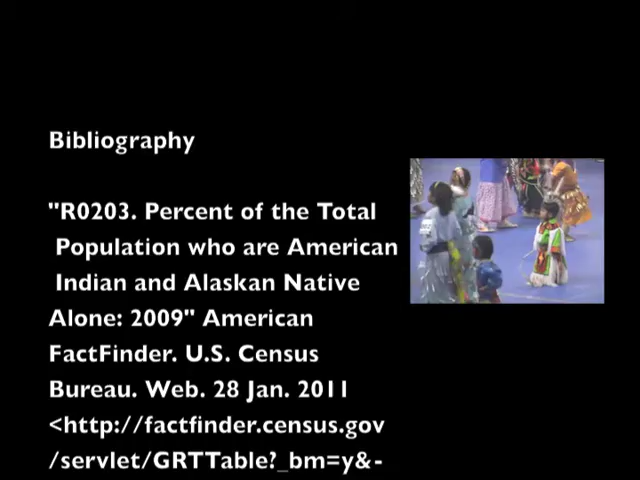 Bibliography
"R0203. Percent of the Total
Population who are American
Indian and Alaskan Native
Alone: 2009" American
FactFinder. U.S. Census
Bureau. Web. 28 Jan. 2011
<http://factfinder.census.gov
/servlet/GRTTable?_bm=y&-